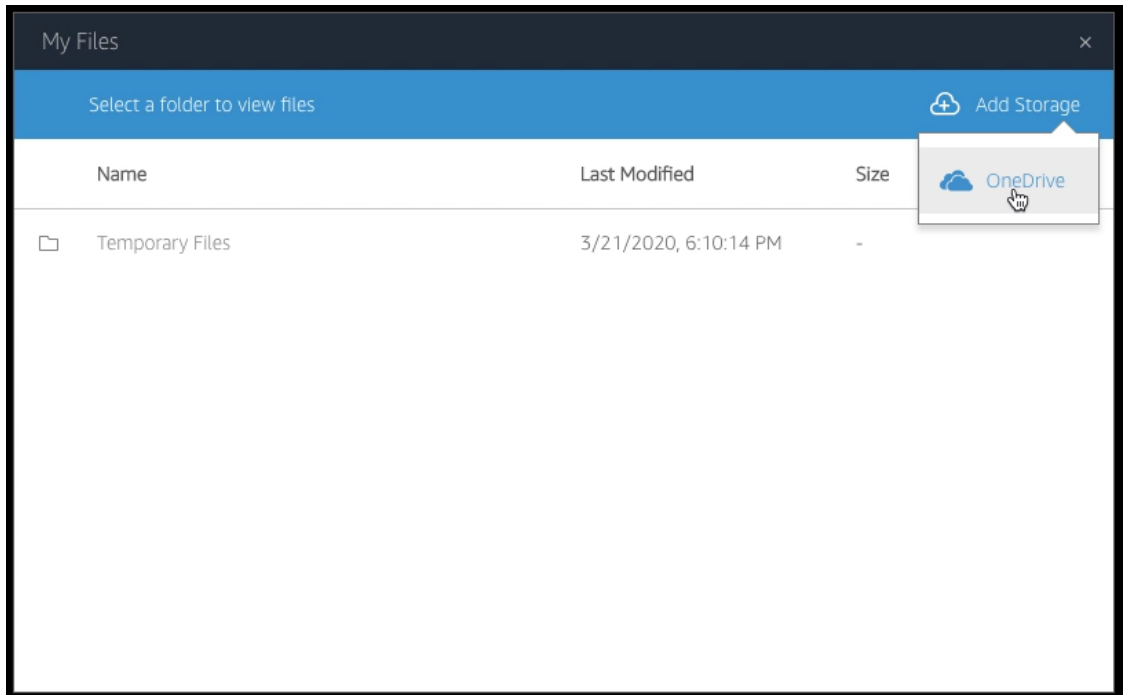 My Files
Select a folder to view files
Add Storage
Name Last Modified Size
OneDrive
Temporary Files 3/21/2020, 6:10:14 PM -